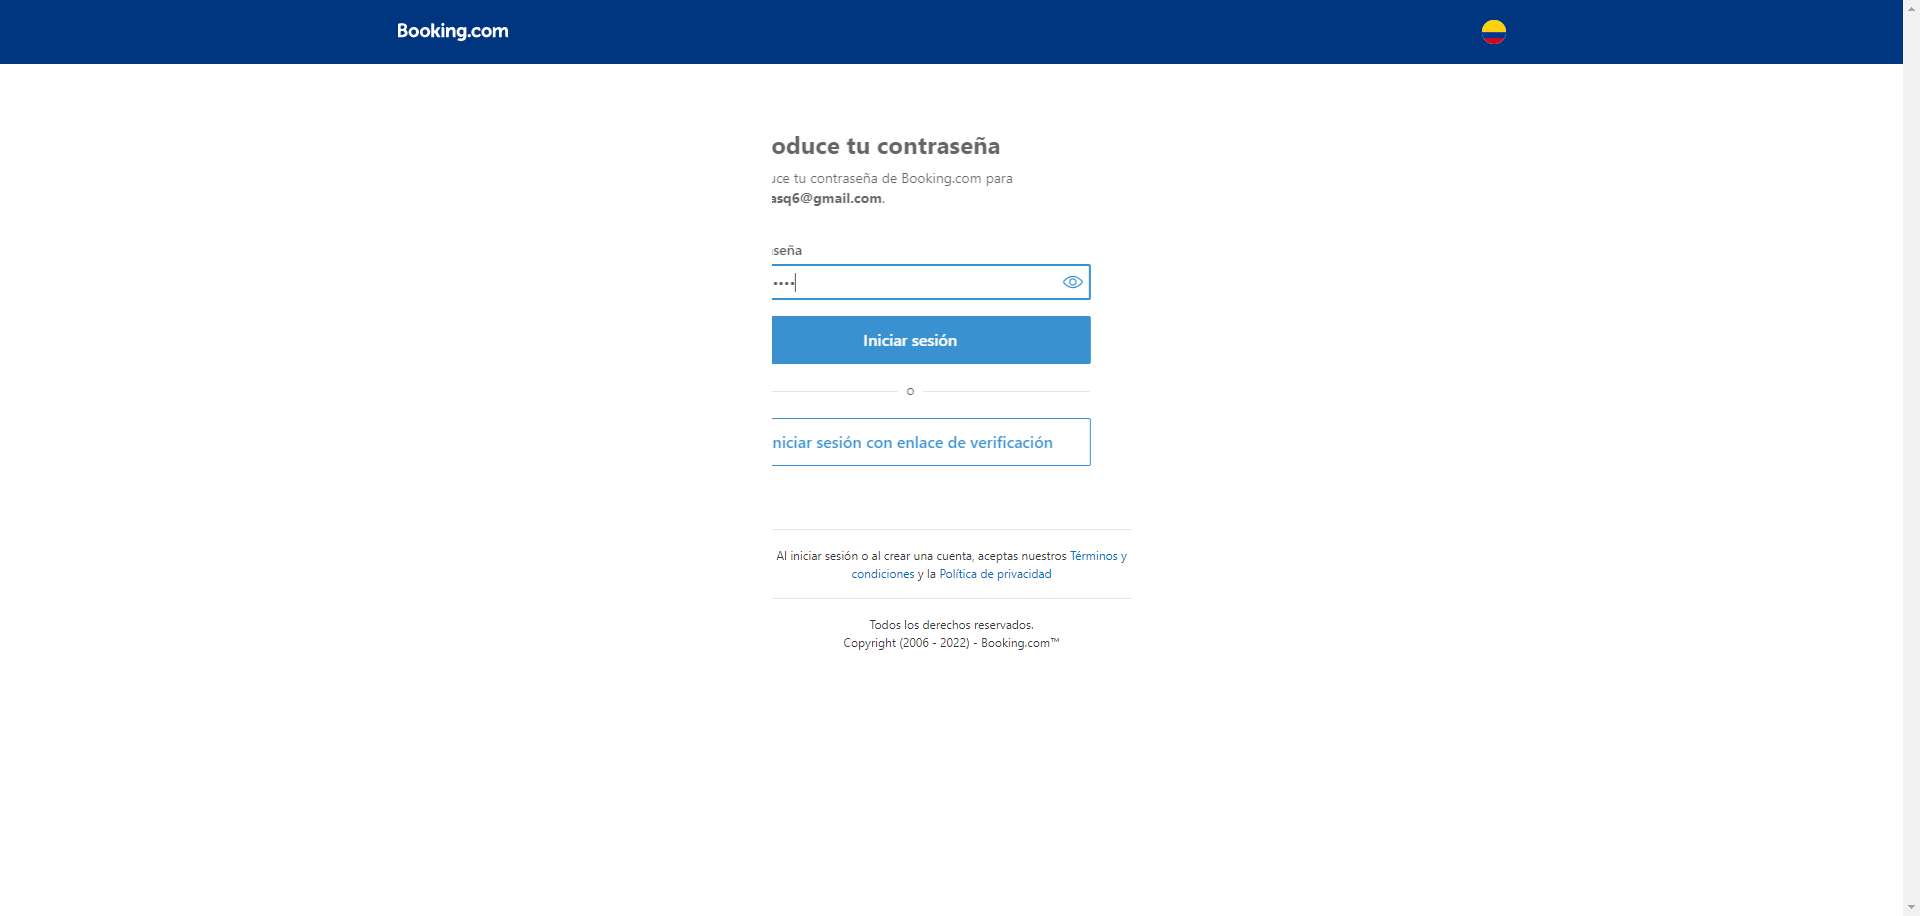 Booking.com
oduce tu contraseña
uce tu contraseña de Booking.com para
asq6@gmail.com.
seña
Iniciar sesión
o
niciar sesión con enlace de verificación
Al iniciar sesión o al crear una cuenta, aceptas nuestros Términos y
condiciones y la Política de privacidad
Todos los derechos reservados.
Copyright (2006 - 2022) - Booking.com™